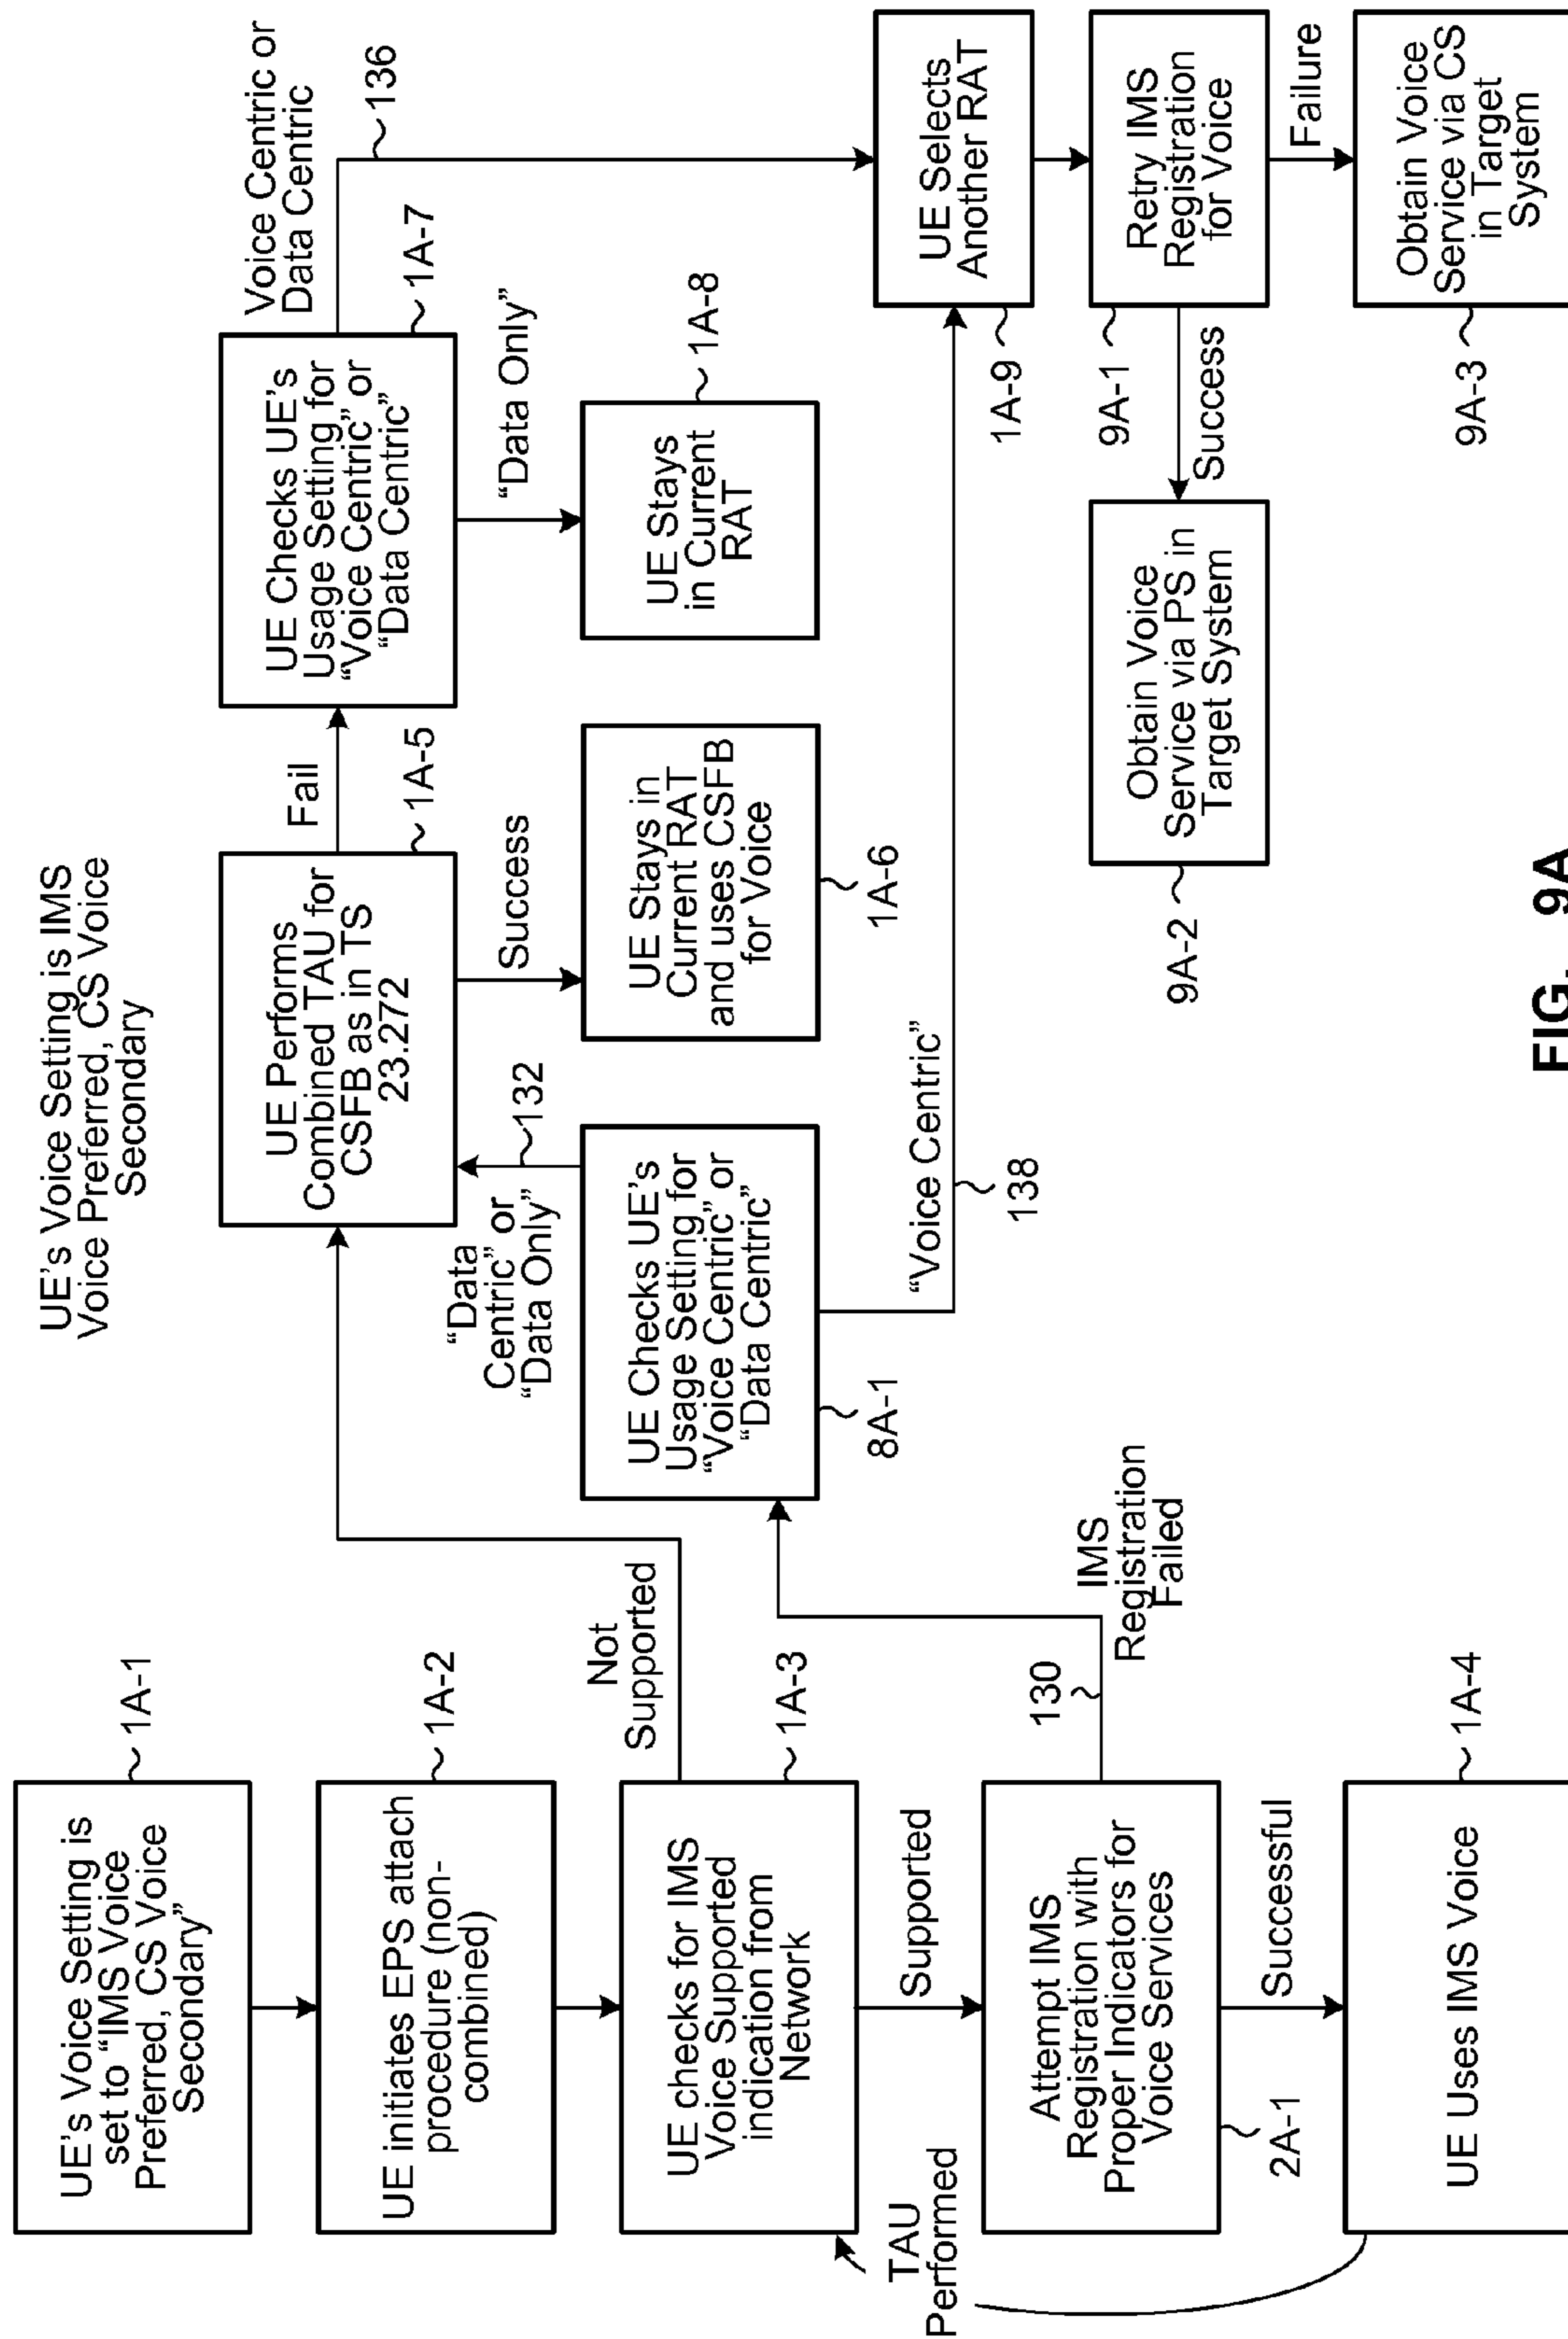 UE's Voice Setting is IMS
Voice Preferred, CS Voice
Secondary
UE's Voice Setting is
set to "IMS Voice
Preferred, CS Voice
Secondary"
1A-1
UE initiates EPS attach
procedure (non-
combined)
1A-2
UE checks for IMS
Voice Supported
indication from
Network
1A-3
Not
Supported
Supported
TAU
Performed
Attempt IMS
Registration with
Proper Indicators for
Voice Services
2A-1
130
IMS
Registration
Failed
Successful
UE Uses IMS Voice
1A-4
UE Performs
Combined TAU for
CSFB as in TS
23.272
1A-5
Fail
Success
"Data
Centric" or
"Data Only"
132
UE Checks UE's
Usage Setting for
"Voice Centric" or
"Data Centric"
8A-1
"Voice Centric"
138
UE Stays in
Current RAT
and uses CSFB
for Voice
1A-6
UE Checks UE's
Usage Setting for
"Voice Centric" or
"Data Centric"
1A-7
Voice Centric or
Data Centric
136
"Data Only"
UE Stays
in Current
RAT
1A-8
UE Selects
Another RAT
1A-9
Retry IMS
Registration
for Voice
9A-1
Success
Failure
Obtain Voice
Service via PS in
Target System
9A-2
Obtain Voice
Service via CS
in Target
System
9A-3
FIG. 9A